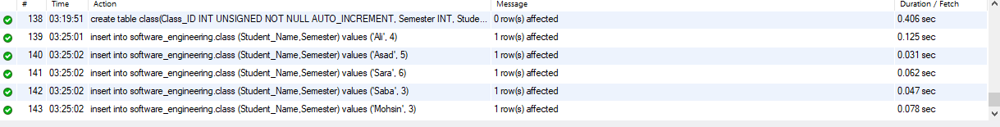 # Time Action Message Duration / Fetch
138 03:19:51 create table class(Class_ID INT UNSIGNED NOT NULL AUTO_INCREMENT, Semester INT, Stude... 0 row(s) affected 0.406 sec
139 03:25:01 insert into software_engineering.class (Student_Name,Semester) values ('Ali', 4) 1 row(s) affected 0.125 sec
140 03:25:02 insert into software_engineering.class (Student_Name,Semester) values ('Asad', 5) 1 row(s) affected 0.031 sec
141 03:25:02 insert into software_engineering.class (Student_Name,Semester) values ('Sara', 6) 1 row(s) affected 0.062 sec
142 03:25:02 insert into software_engineering.class (Student_Name,Semester) values ('Saba', 3) 1 row(s) affected 0.047 sec
143 03:25:02 insert into software_engineering.class (Student_Name,Semester) values ('Mohsin', 3) 1 row(s) affected 0.078 sec